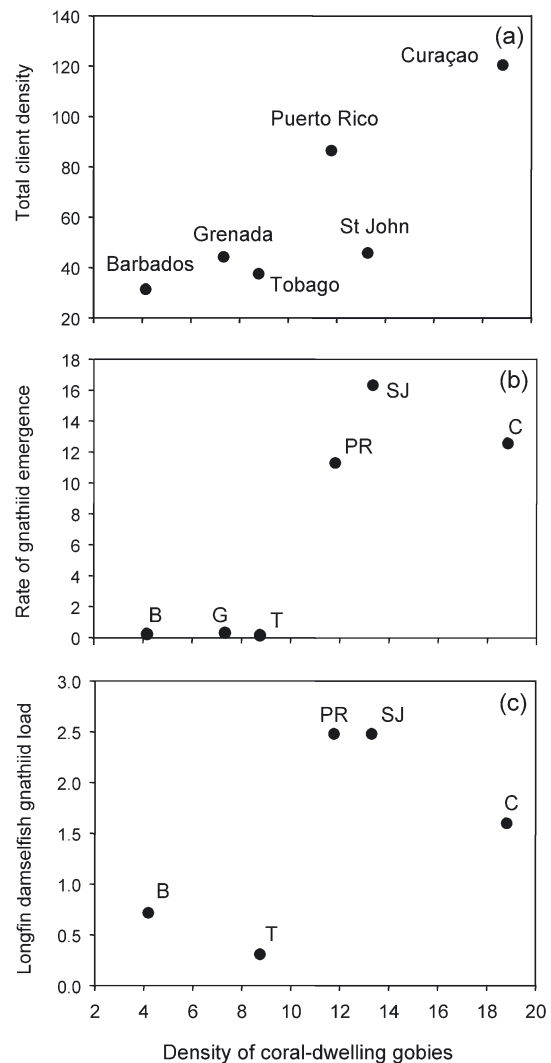 (a)
Total client density
140
120
100
80
60
40
20
Curaçao
Puerto Rico
St John
Grenada
Barbados
Tobago
(b)
Rate of gnathiid emergence
18
16
14
12
10
8
6
4
2
0
SJ
C
PR
B G T
(c)
Longfin damselfish gnathiid load
3.0
2.5
2.0
1.5
1.0
0.5
0.0
PR SJ
C
B
T
2 4 6 8 10 12 14 16 18 20
Density of coral-dwelling gobies